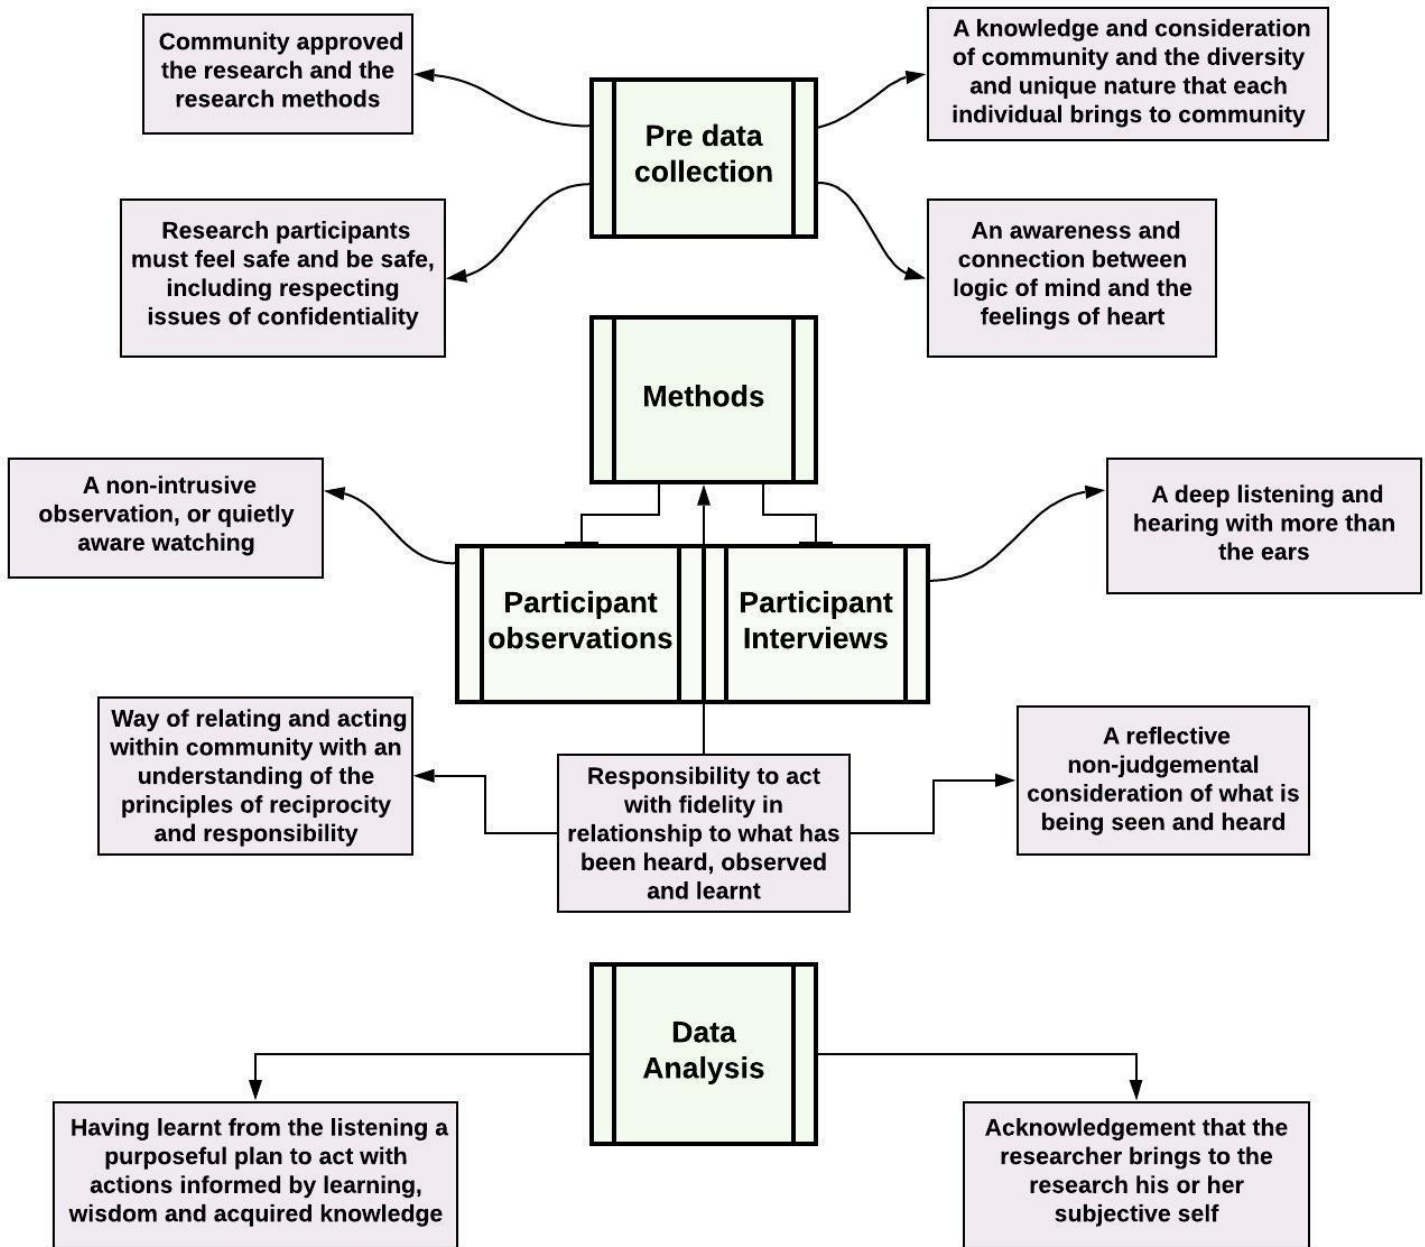 Community approved
the research and the
research methods
A knowledge and consideration
of community and the diversity
and unique nature that each
individual brings to community
Pre data
collection
Research participants
must feel safe and be safe,
including respecting
issues of confidentiality
An awareness and
connection between
logic of mind and the
feelings of heart
Methods
A non-intrusive
observation, or quietly
aware watching
A deep listening and
hearing with more than
the ears
Participant
observations
Participant
Interviews
Way of relating and acting
within community with an
understanding of the
principles of reciprocity
and responsibility
Responsibility to act
with fidelity in
relationship to what has
been heard, observed
and learnt
A reflective
non-judgemental
consideration of what is
being seen and heard
Data
Analysis
Having learnt from the listening a
purposeful plan to act with
actions informed by learning,
wisdom and acquired knowledge
Acknowledgement that the
researcher brings to the
research his or her
subjective self